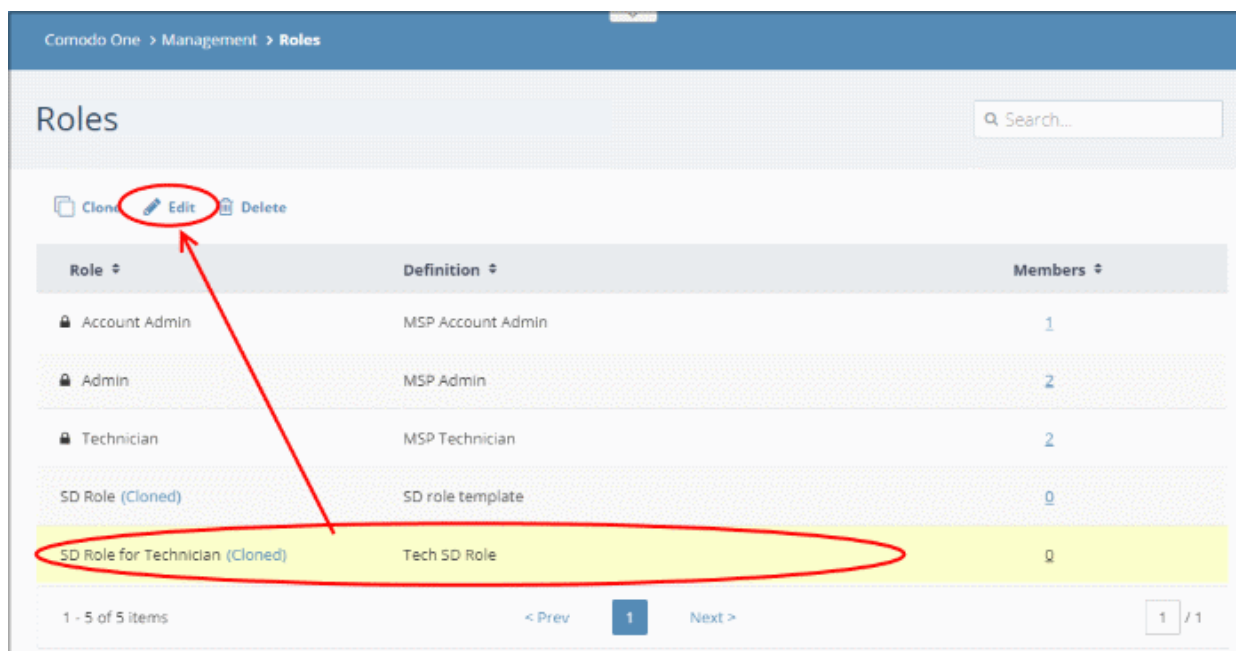 Comodo One > Management > Roles
Roles
Search...
Clone Edit Delete
Role Definition Members
Account Admin MSP Account Admin 1
Admin MSP Admin 2
Technician MSP Technician 2
SD Role (Cloned) SD role template 0
SD Role for Technician (Cloned) Tech SD Role 0
1 - 5 of 5 items < Prev 1 Next > 1 / 1